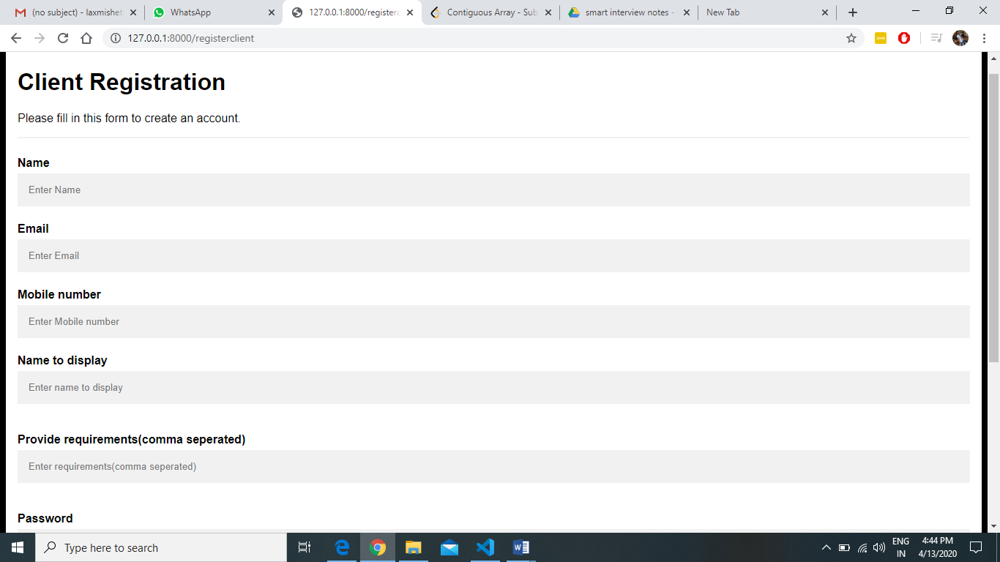 (no subject) - laxmishet
WhatsApp
127.0.0.1:8000/registerc
Contiguous Array - Sub
smart interview notes -
New Tab
127.0.0.1:8000/registerclient
Client Registration
Please fill in this form to create an account.
Name
Enter Name
Email
Enter Email
Mobile number
Enter Mobile number
Name to display
Enter name to display
Provide requirements(comma seperated)
Enter requirements(comma seperated)
Password
Type here to search
ENG
IN
4:44 PM
4/13/2020